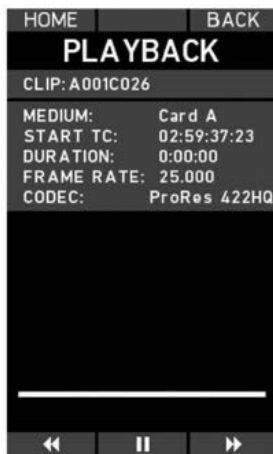 HOME BACK
PLAYBACK
CLIP: A001C026
MEDIUM: Card A
START TC: 02:59:37:23
DURATION: 0:00:00
FRAME RATE: 25.000
CODEC: ProRes 422HQ